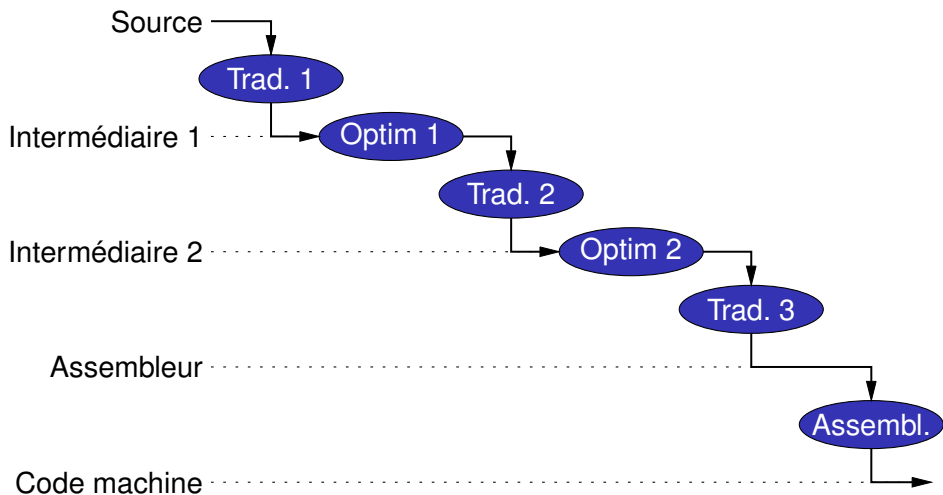 Source
Trad. 1
Intermédiaire 1
Optim 1
Trad. 2
Intermédiaire 2
Optim 2
Trad. 3
Assembleur
Assembl.
Code machine